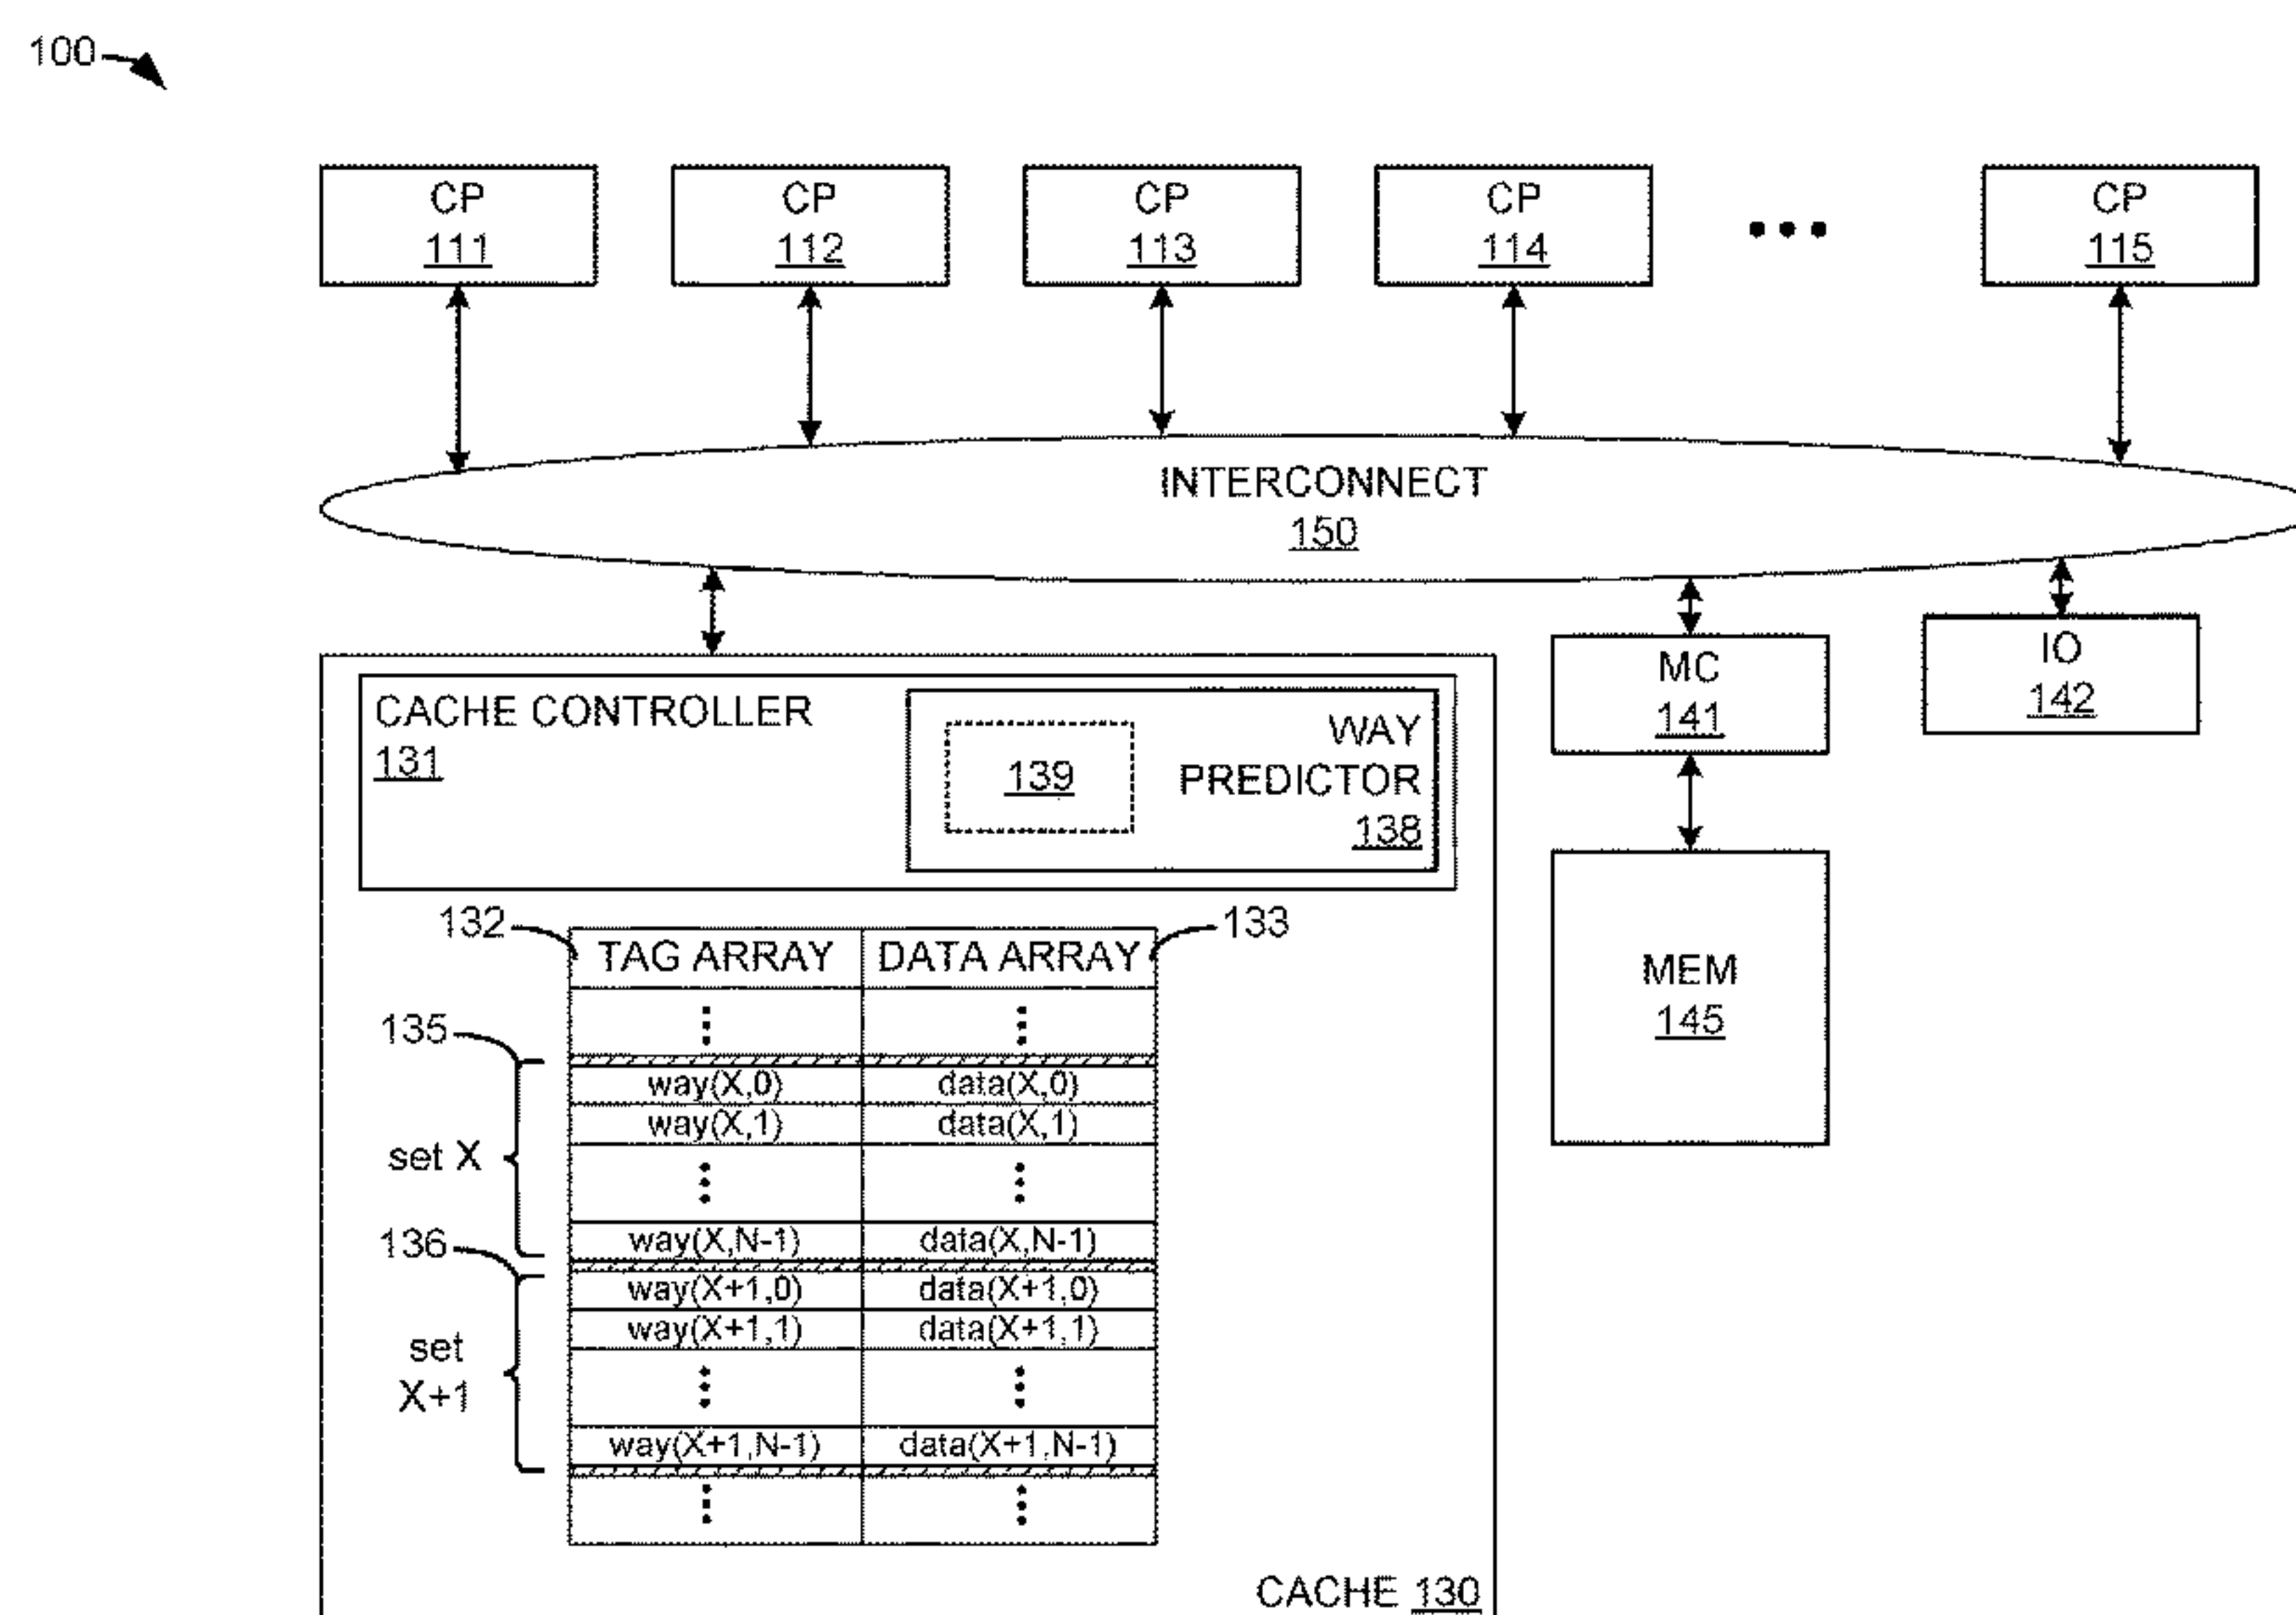 100
CP
111
CP
112
CP
113
CP
114
CP
115
INTERCONNECT
150
CACHE CONTROLLER
131
139
WAY
PREDICTOR
138
MC
141
IO
142
MEM
145
132
133
TAG ARRAY
DATA ARRAY
135
set X
way(X,0)
data(X,0)
way(X,1)
data(X,1)
way(X,N-1)
data(X,N-1)
136
set
X+1
way(X+1,0)
data(X+1,0)
way(X+1,1)
data(X+1,1)
way(X+1,N-1)
data(X+1,N-1)
CACHE 130